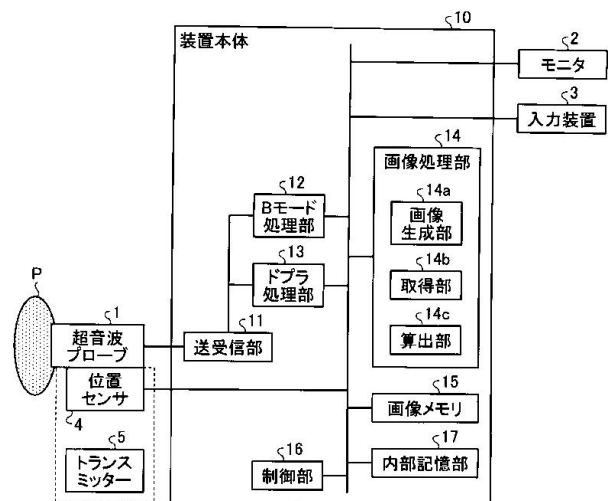 10
装置本体
2
モニタ
3
入力装置
14
画像処理部
14a
画像
生成部
14b
取得部
14c
算出部
12
Bモード
処理部
13
ドプラ
処理部
P
1
超音波
プローブ
11
送受信部
位置
センサ
4
5
トランス
ミッター
15
画像メモリ
16
制御部
17
内部記憶部